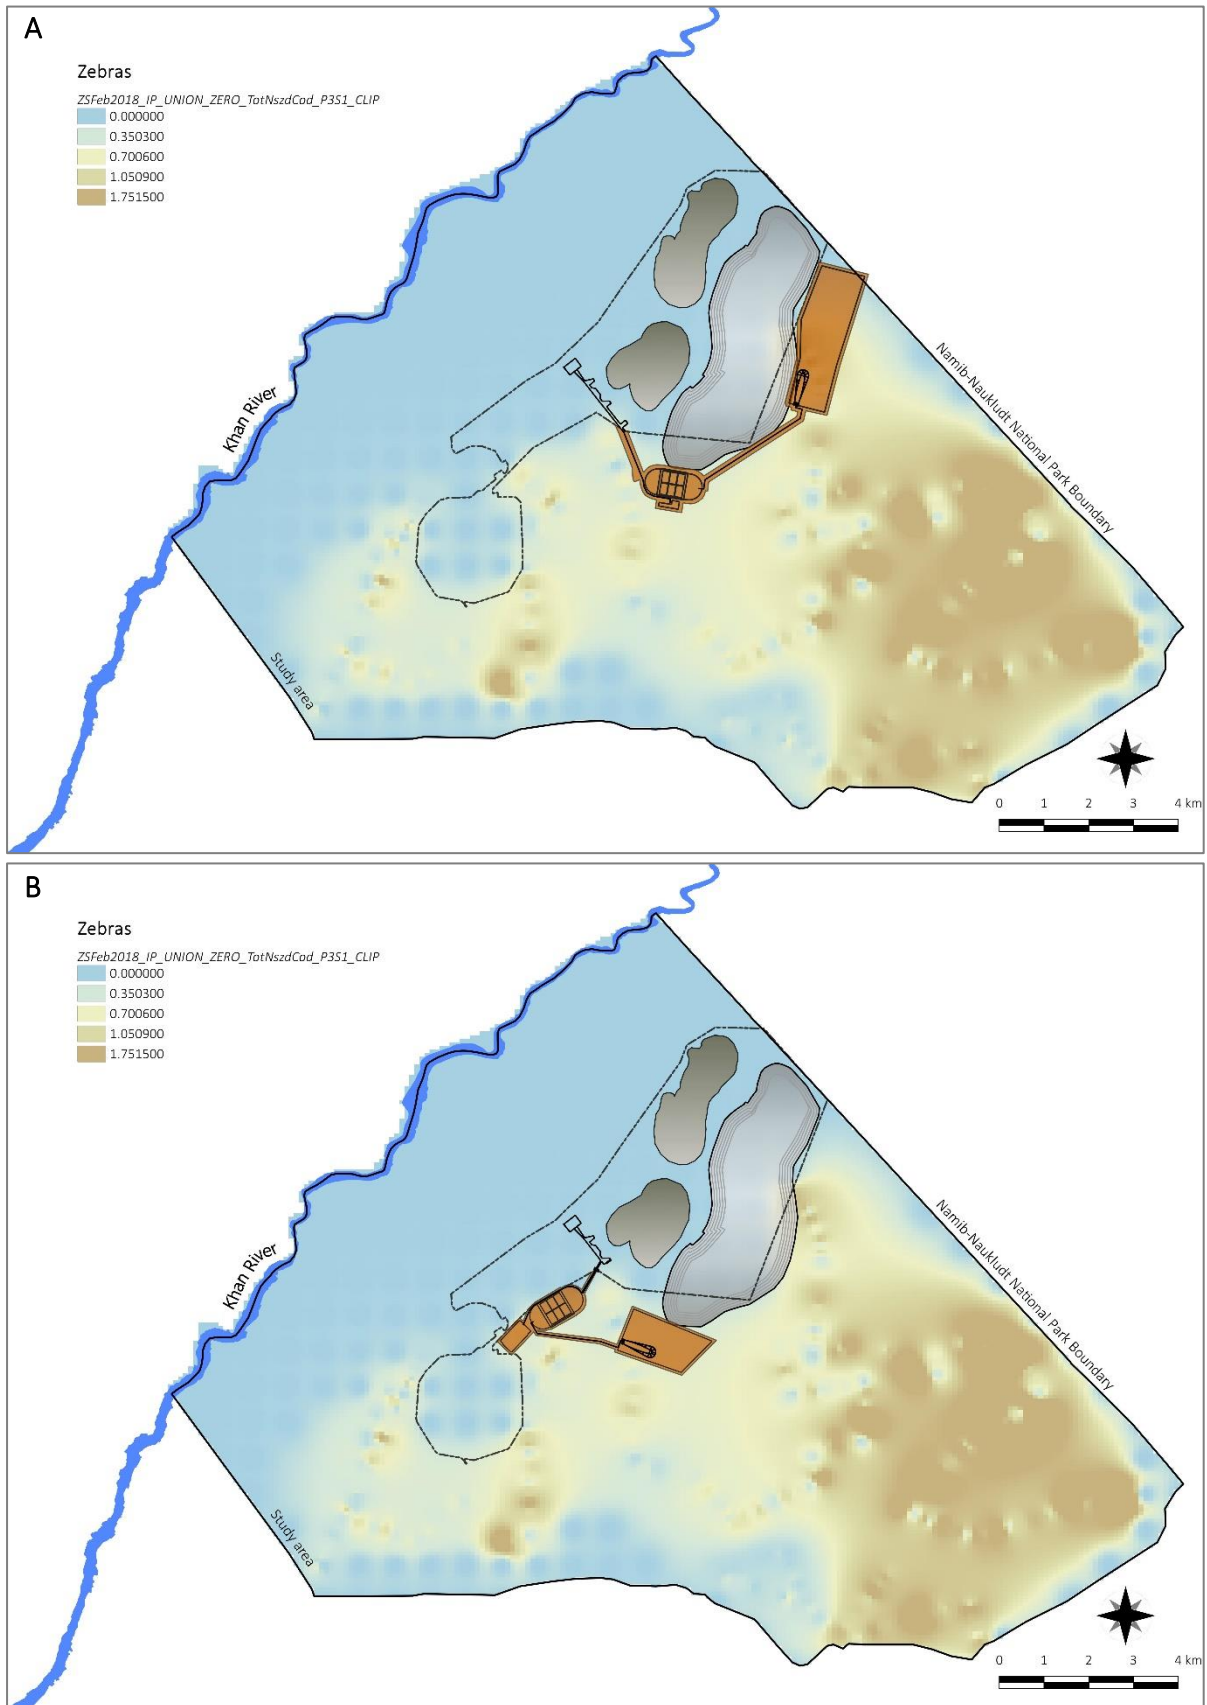 A
Zebras
ZSFeb2018_IP_UNION_ZERO_TotNszdCad_P3S1_CLIP
0.000000
0.350300
0.700600
1.050900
1.751500
Khan River
Namib-Naukludt National Park Boundary
Study area
0 1 2 3 4 km
B
Zebras
ZSFeb2018_IP_UNION_ZERO_TotNszdCad_P3S1_CLIP
0.000000
0.350300
0.700600
1.050900
1.751500
Khan River
Namib-Naukludt National Park Boundary
Study area
0 1 2 3 4 km